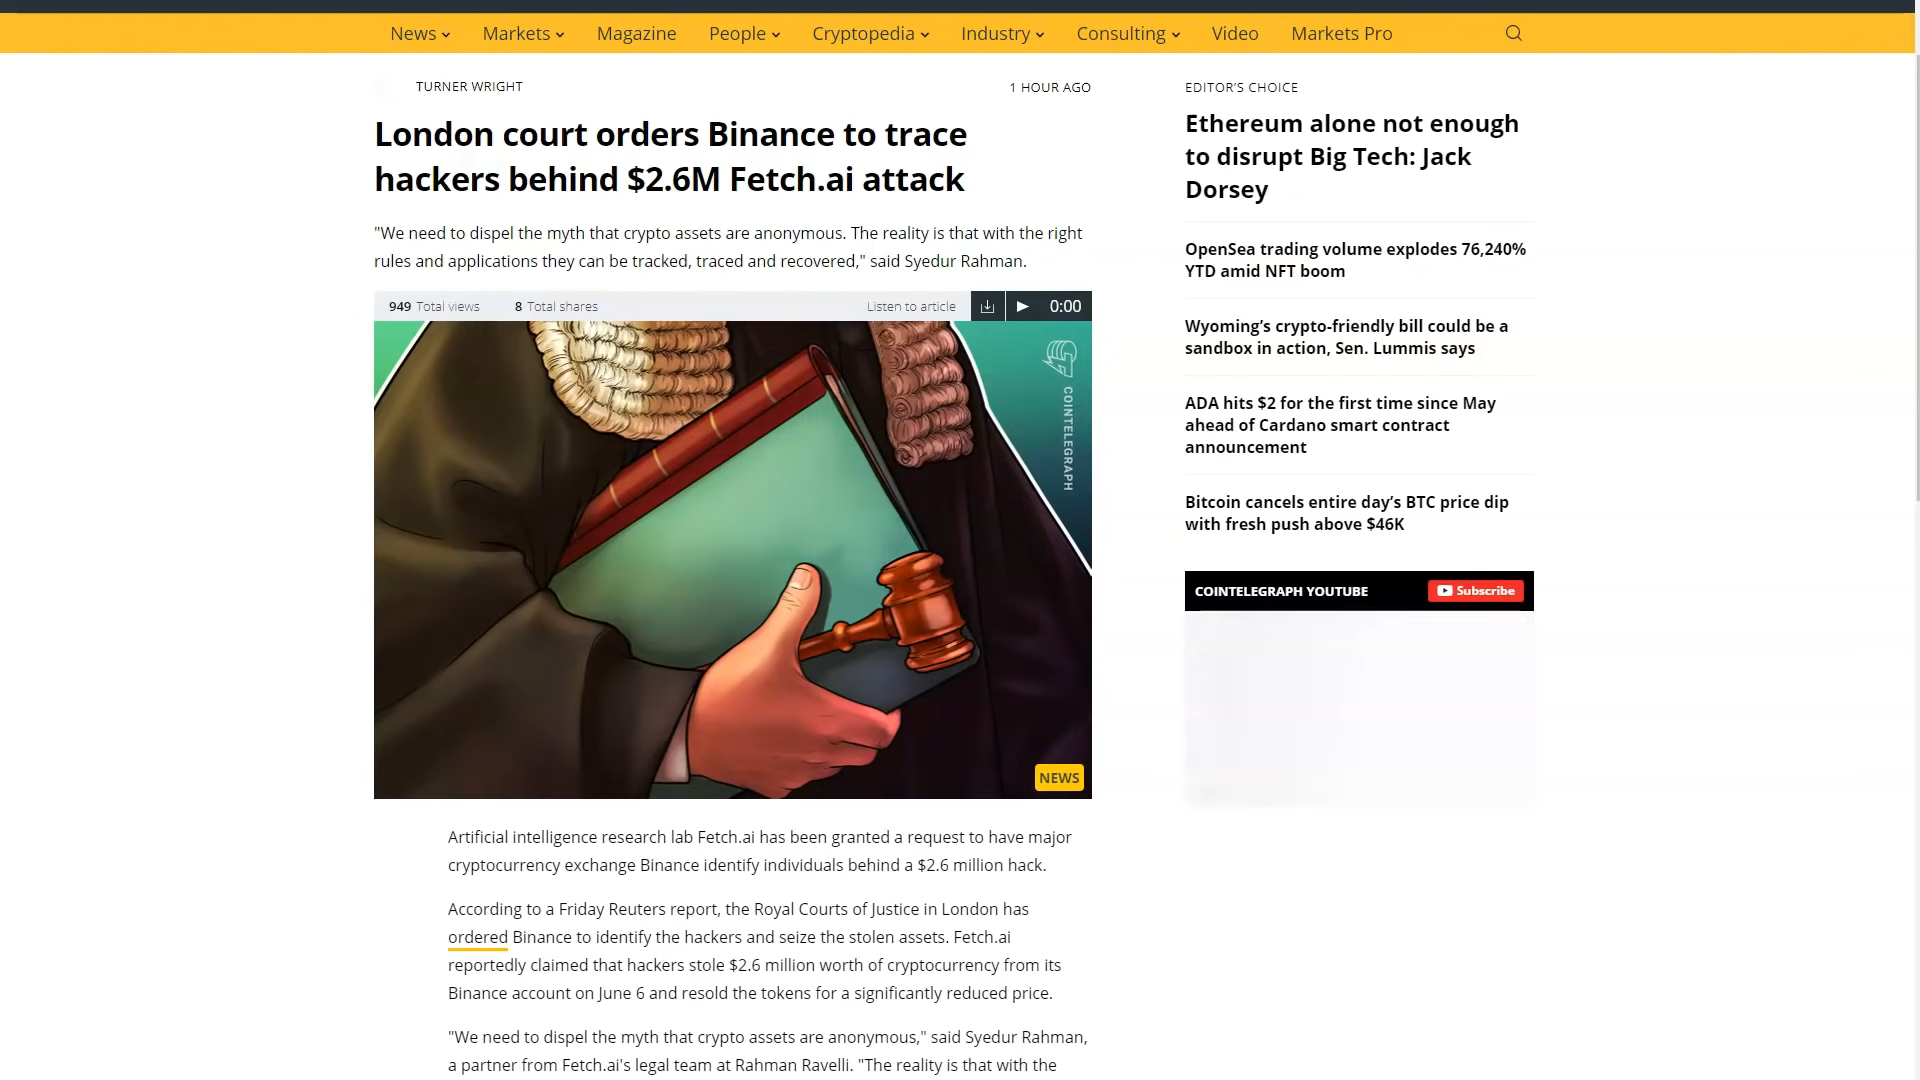 News
Markets
Magazine
People
Cryptopedia
Industry
Consulting
Video
Markets Pro
TURNER WRIGHT
1 HOUR AGO
London court orders Binance to trace
hackers behind $2.6M Fetch.ai attack
"We need to dispel the myth that crypto assets are anonymous. The reality is that with the right
rules and applications they can be tracked, traced and recovered," said Syedur Rahman.
949 Total views
8 Total shares
Listen to article
0:00
COINTELEGRAPH
NEWS
Artificial intelligence research lab Fetch.ai has been granted a request to have major
cryptocurrency exchange Binance identify individuals behind a $2.6 million hack.
According to a Friday Reuters report, the Royal Courts of Justice in London has
ordered Binance to identify the hackers and seize the stolen assets. Fetch.ai
reportedly claimed that hackers stole $2.6 million worth of cryptocurrency from its
Binance account on June 6 and resold the tokens for a significantly reduced price.
"We need to dispel the myth that crypto assets are anonymous," said Syedur Rahman,
a partner from Fetch.ai's legal team at Rahman Ravelli. "The reality is that with the
EDITOR'S CHOICE
Ethereum alone not enough
to disrupt Big Tech: Jack
Dorsey
OpenSea trading volume explodes 76,240%
YTD amid NFT boom
Wyoming’s crypto-friendly bill could be a
sandbox in action, Sen. Lummis says
ADA hits $2 for the first time since May
ahead of Cardano smart contract
announcement
Bitcoin cancels entire day’s BTC price dip
with fresh push above $46K
COINTELEGRAPH YOUTUBE
Subscribe